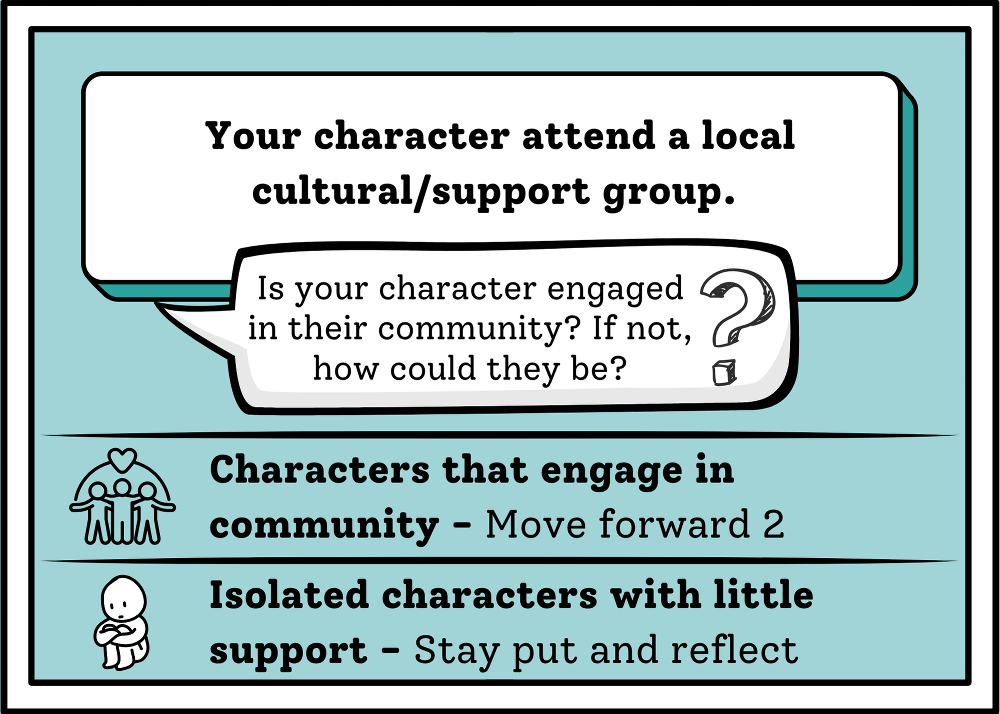 Your character attend a local
cultural/support group.
Is your character engaged
in their community? If not,
how could they be?
?
Characters that engage in
community - Move forward 2
Isolated characters with little
support - Stay put and reflect